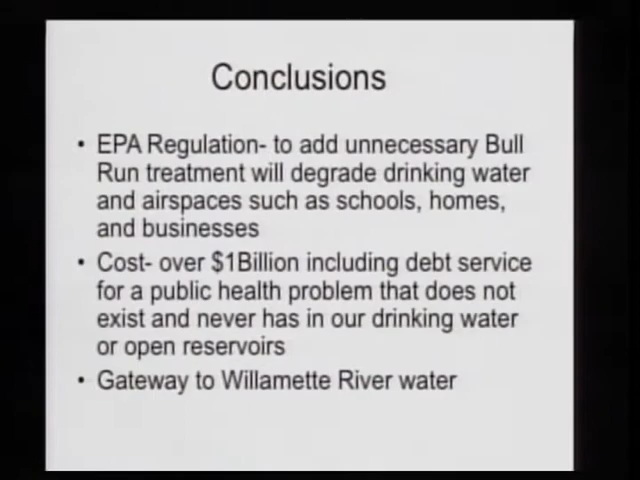 Conclusions
• EPA Regulation- to add unnecessary Bull
Run treatment will degrade drinking water
and airspaces such as schools, homes,
and businesses
• Cost- over $1Billion including debt service
for a public health problem that does not
exist and never has in our drinking water
or open reservoirs
• Gateway to Willamette River water